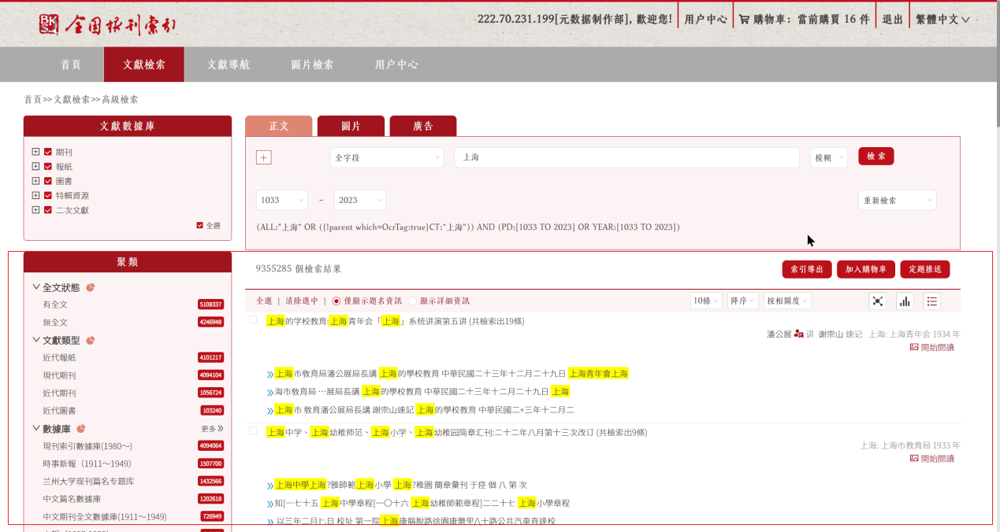 全国报刊索引
222.70.231.199[元数据制作部], 歡迎您!
用户中心
購物車：當前購買 16 件
退出
繁體中文
首頁
文獻檢索
文獻導航
圖片檢索
用户中心
首頁>>文獻檢索>>高級檢索
文獻數據庫
期刊
報紙
圖書
特輯資源
二次文獻
全選
正文
圖片
廣告
全字段
上海
模糊
檢索
1033
~
2023
重新檢索
(ALL:"上海" OR ({!parent which=OcrTag:true}CT:"上海")) AND (PD:[1033 TO 2023] OR YEAR:[1033 TO 2023])
聚類
全文狀態
有全文 5108337
無全文 4246948
文獻類型
近代報紙 4101217
現代期刊 4094104
近代期刊 1056724
近代圖書 103240
數據庫 更多》
現刊索引數據庫(1980～) 4094064
時事新報（1911～1949） 1507700
兰州大学现刊篇名专题库 1432566
中文篇名數據庫 1202618
中文期刊全文數據庫(1911～1949) 726949
9355285 個檢索結果
索引導出
加入購物車
定題推送
全選 | 清除選中 | 僅顯示題名資訊 顯示詳細資訊
10條
降序
按相關度
上海的学校教育:上海青年会「上海」系统讲演第五讲 (共檢索出19條)
潘公展 讲 谢崇山 速记 上海: 上海青年会 1934 年
開始閱讀
》上海市教育局潘公展局長講 上海的學校教育 中華民國二十三年十二月二十九日 上海青年會上海
》海市敎育局 …展局長講 上海的學校敎育 中華民國二十三年十二月二十九日 上海
》上海市 敎育潘公展局長講 謝崇山速記 上海的學校敎育 中華民國二+三年十二月二
上海中学、上海幼稚师范、上海小学、上海幼稚园简章汇刊:二十二年八月第十三次改订 (共檢索出9條)
上海: 上海市教育局 1933 年
開始閱讀
》上海中學上海?雅師範上海小學 上海?稚園 簡章彙刊 于痉 個 八 第 次
》知]一七十五 上海中學章程[一〇十六 上海幼稚師範章程]二二十七 上海小學章程
》以三年二月匕日 校址 第一院上海康腦脫路徐園康樂里八十路公共汽車直達校